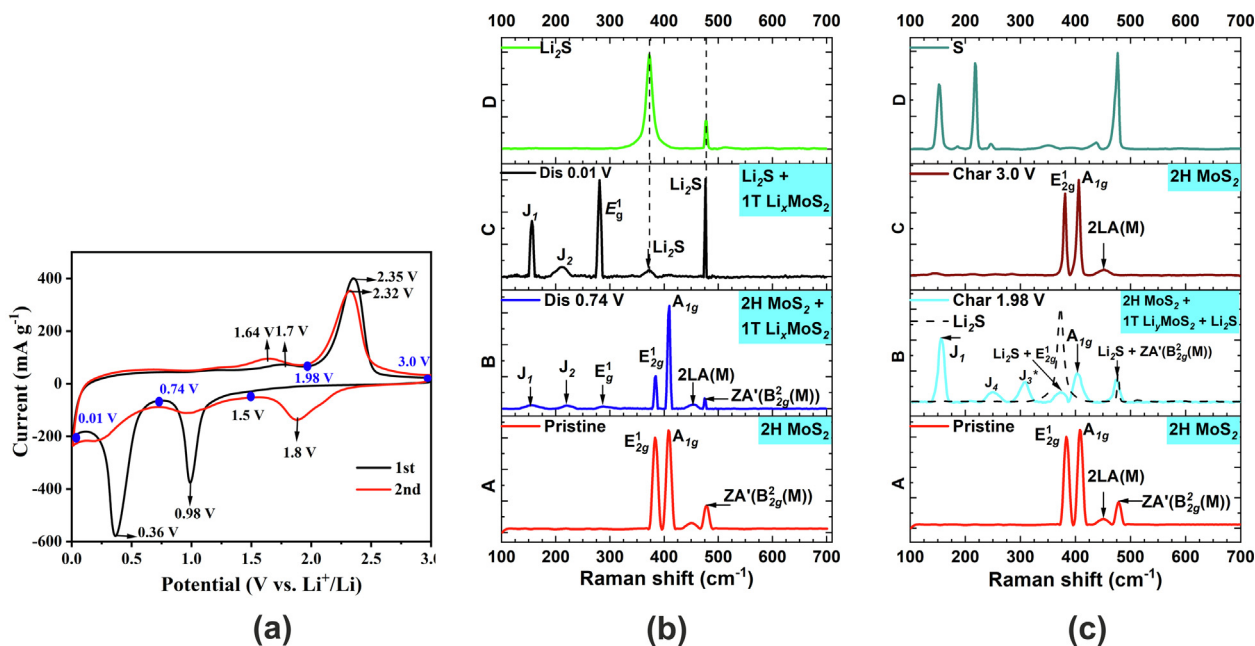 400
200
0
-200
-400
-600
Current (mA g⁻¹)
2.35 V
2.32 V
1.64 V
1.7 V
3.0 V
1.98 V
0.74 V
0.01 V
1.5 V
1.8 V
0.98 V
0.36 V
1st
2nd
0.0 0.5 1.0 1.5 2.0 2.5 3.0
Potential (V vs. Li⁺/Li)
(a)
100 200 300 400 500 600 700
Li₂S
D
Dis 0.01 V
Li₂S +
1T LiₓMoS₂
J₁
J₂
E¹g
Li₂S
Li₂S
C
Dis 0.74 V
2H MoS₂ +
1T LiₓMoS₂
J₁
J₂
E¹g
E¹₂g
A₁g
2LA(M)
ZA'(B²₂g(M))
B
Pristine
2H MoS₂
E¹₂g
A₁g
ZA'(B²₂g(M))
A
100 200 300 400 500 600 700
Raman shift (cm⁻¹)
(b)
100 200 300 400 500 600 700
S
D
Char 3.0 V
2H MoS₂
E¹₂g
A₁g
2LA(M)
C
Char 1.98 V
Li₂S
2H MoS₂ +
1T LiᵧMoS₂ + Li₂S
J₁
J₄
J₃*
Li₂S + E¹₂g
A₁g
Li₂S + ZA'(B²₂g(M))
B
Pristine
2H MoS₂
E¹₂g
A₁g
2LA(M)
ZA'(B²₂g(M))
A
100 200 300 400 500 600 700
Raman shift (cm⁻¹)
(c)